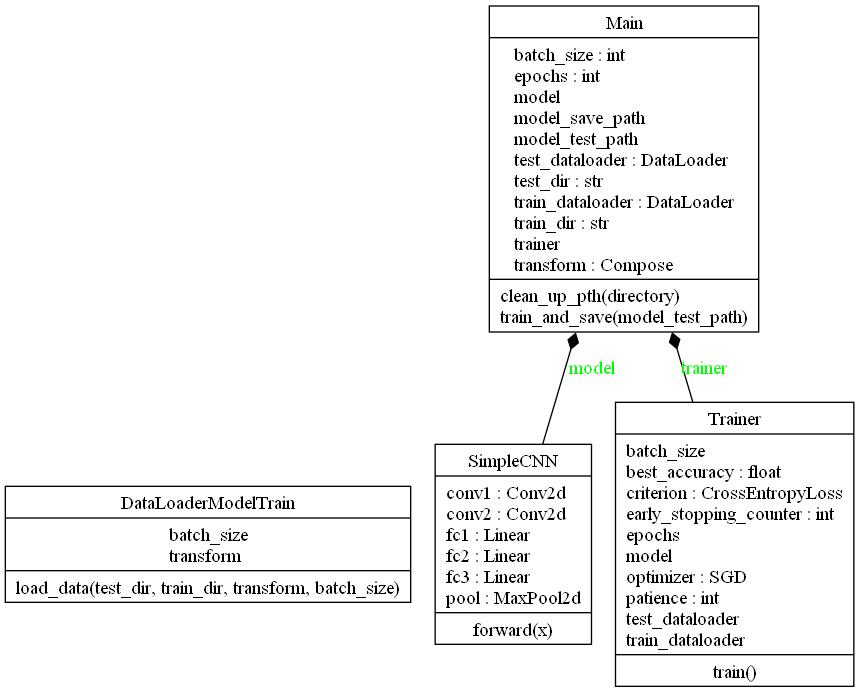 Main
batch_size : int
epochs : int
model
model_save_path
model_test_path
test_dataloader : DataLoader
test_dir : str
train_dataloader : DataLoader
train_dir : str
trainer
transform : Compose
clean_up_pth(directory)
train_and_save(model_test_path)
model
trainer
DataLoaderModelTrain
batch_size
transform
load_data(test_dir, train_dir, transform, batch_size)
SimpleCNN
conv1 : Conv2d
conv2 : Conv2d
fc1 : Linear
fc2 : Linear
fc3 : Linear
pool : MaxPool2d
forward(x)
Trainer
batch_size
best_accuracy : float
criterion : CrossEntropyLoss
early_stopping_counter : int
epochs
model
optimizer : SGD
patience : int
test_dataloader
train_dataloader
train()